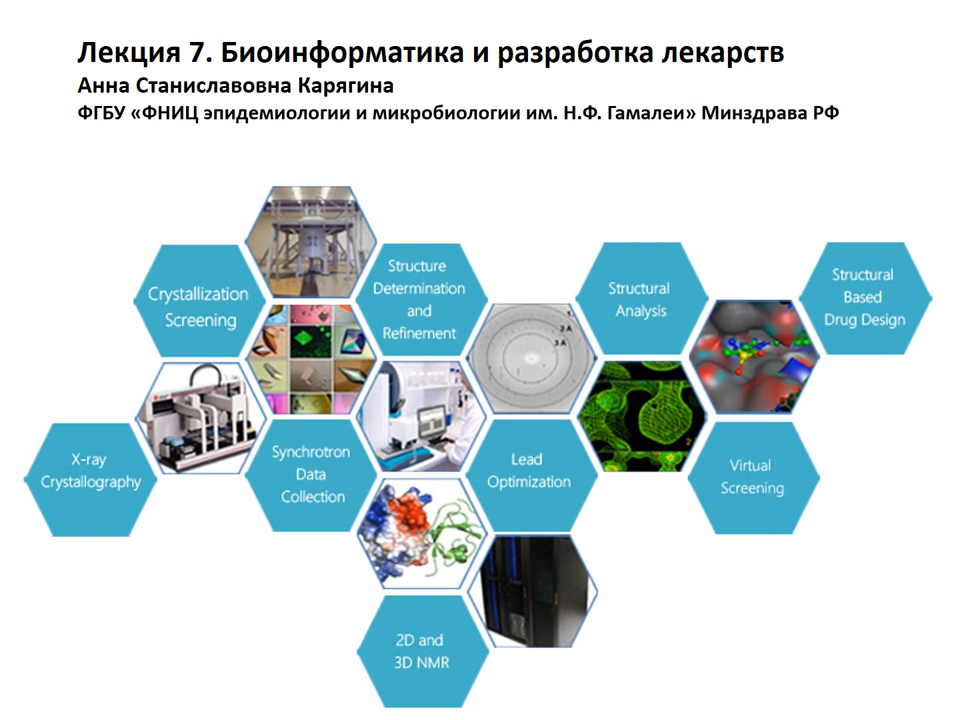 Лекция 7. Биоинформатика и разработка лекарств
Анна Станиславовна Карягина
ФГБУ «ФНИЦ эпидемиологии и микробиологии им. Н.Ф. Гамалеи» Минздрава РФ
Crystallization
Screening
Structure
Determination
and
Refinement
2 A
3 A
Structural
Analysis
Structural
Based
Drug Design
X-ray
Crystallography
Synchrotron
Data
Collection
Lead
Optimization
Virtual
Screening
2D and
3D NMR